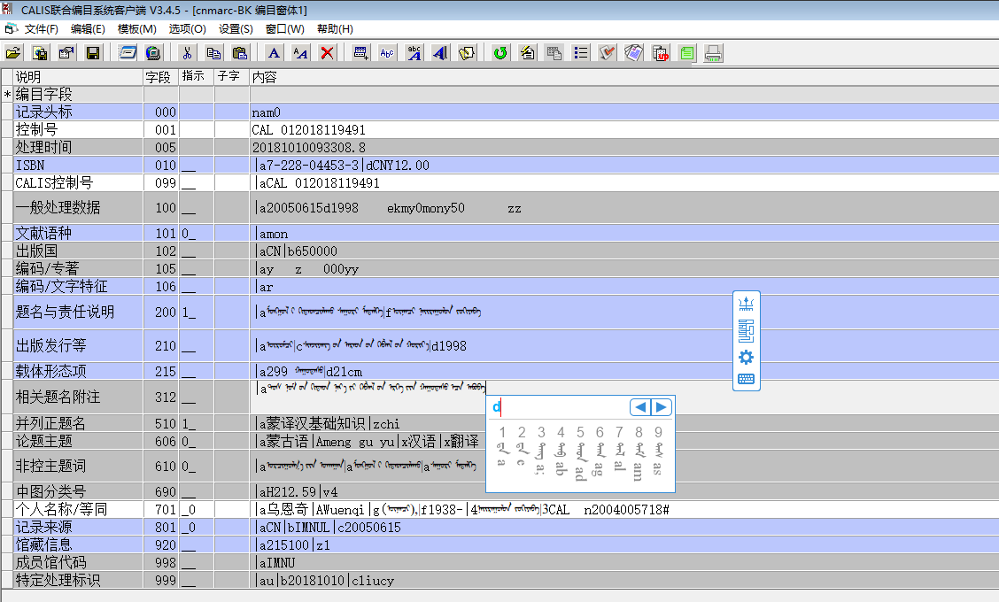 CALIS联合编目系统客户端 V3.4.5 - [cnmarc-BK 编目窗体1]
文件(F) 编辑(E) 模板(M) 选项(O) 设置(S) 窗口(W) 帮助(H)
说明 字段 指示 子字 内容
* 编目字段
记录头标 000 nam0
控制号 001 CAL 012018119491
处理时间 005 20181010093308.8
ISBN 010 __ |a7-228-04453-3|dCNY12.00
CALIS控制号 099 __ |aCAL 012018119491
一般处理数据 100 __ |a20050615d1998    ekmy0mony50      zz
文献语种 101 0_ |amon
出版国 102 __ |aCN|b650000
编码/专著 105 __ |ay   z   000yy
编码/文字特征 106 __ |ar
题名与责任说明 200 1_ |a |f
出版发行等 210 __ |a |c |d1998
载体形态项 215 __ |a299 |d21cm
相关题名附注 312 __ |a
d
1 2 3 4 5 6 7 8 9
a e a; ab ad ag al am as
并列正题名 510 1_ |a蒙译汉基础知识|zchi
论题主题 606 0_ |a蒙古语|Ameng gu yu|x汉语|x翻译
非控主题词 610 0_ |a |a |a
中图分类号 690 __ |aH212.59|v4
个人名称/等同 701 _0 |a乌恩奇|AWuenqi|g( ),|f1938-|4 |3CAL  n2004005718#
记录来源 801 _0 |aCN|bIMNUL|c20050615
馆藏信息 920 __ |a215100|z1
成员馆代码 998 __ |aIMNU
特定处理标识 999 __ |au|b20181010|cliucy